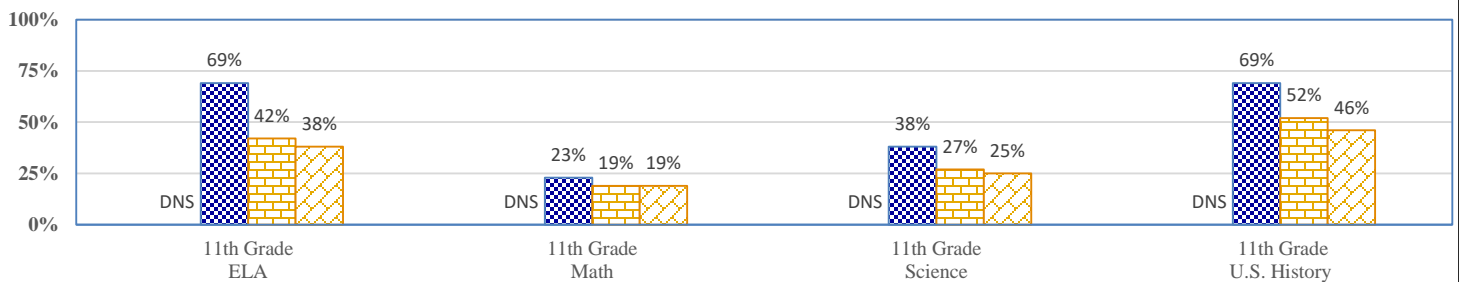 100%
75%
50%
25%
0%
DNS
69%
42%
38%
DNS
23%
19%
19%
DNS
38%
27%
25%
DNS
69%
52%
46%
11th Grade
ELA
11th Grade
Math
11th Grade
Science
11th Grade
U.S. History